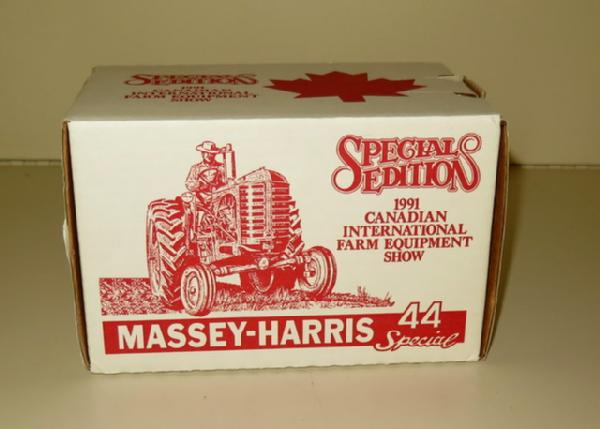 SPECIAL
EDITION
1991
CANADIAN
INTERNATIONAL
FARM EQUIPMENT
SHOW
SPECIAL
EDITION
1991
CANADIAN
INTERNATIONAL
FARM EQUIPMENT
SHOW
MASSEY-HARRIS 44
Special